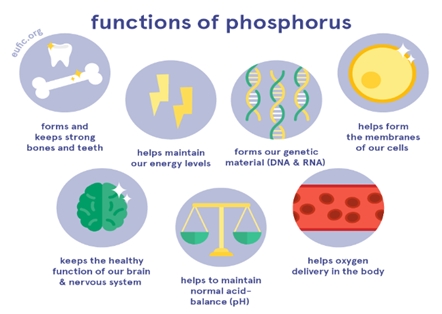 functions of phosphorus
eufic.org
forms and
keeps strong
bones and teeth
helps maintain
our energy levels
forms our genetic
material (DNA & RNA)
helps form
the membranes
of our cells
keeps the healthy
function of our brain
& nervous system
helps to maintain
normal acid-
balance (pH)
helps oxygen
delivery in the body